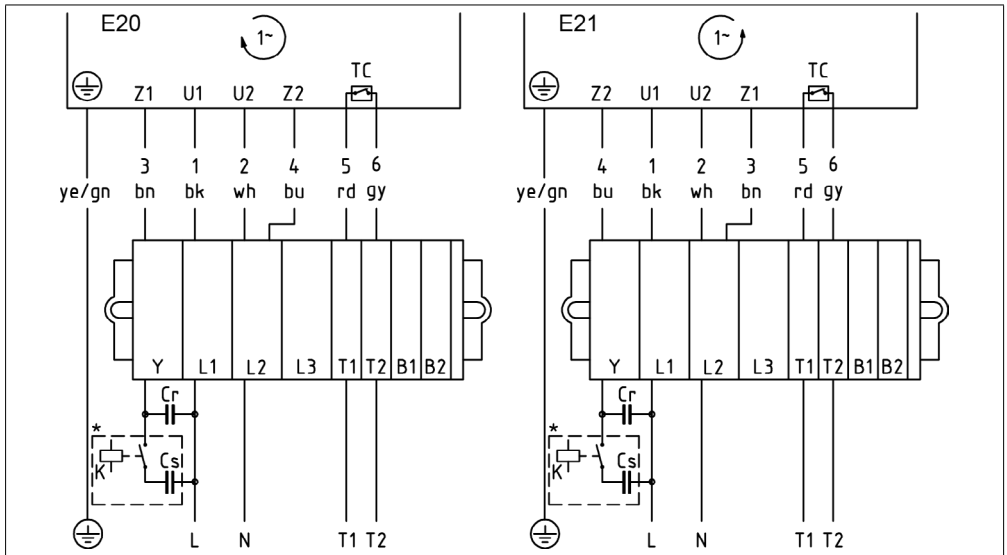 E20
1~
TC
Z1 U1 U2 Z2
3 1 2 4 5 6
ye/gn bn bk wh bu rd gy
Y L1 L2 L3 T1 T2 B1 B2
Cr
*
K Cs
L N T1 T2
E21
1~
TC
Z2 U1 U2 Z1
4 1 2 3 5 6
ye/gn bu bk wh bn rd gy
Y L1 L2 L3 T1 T2 B1 B2
Cr
*
K Cs
L N T1 T2